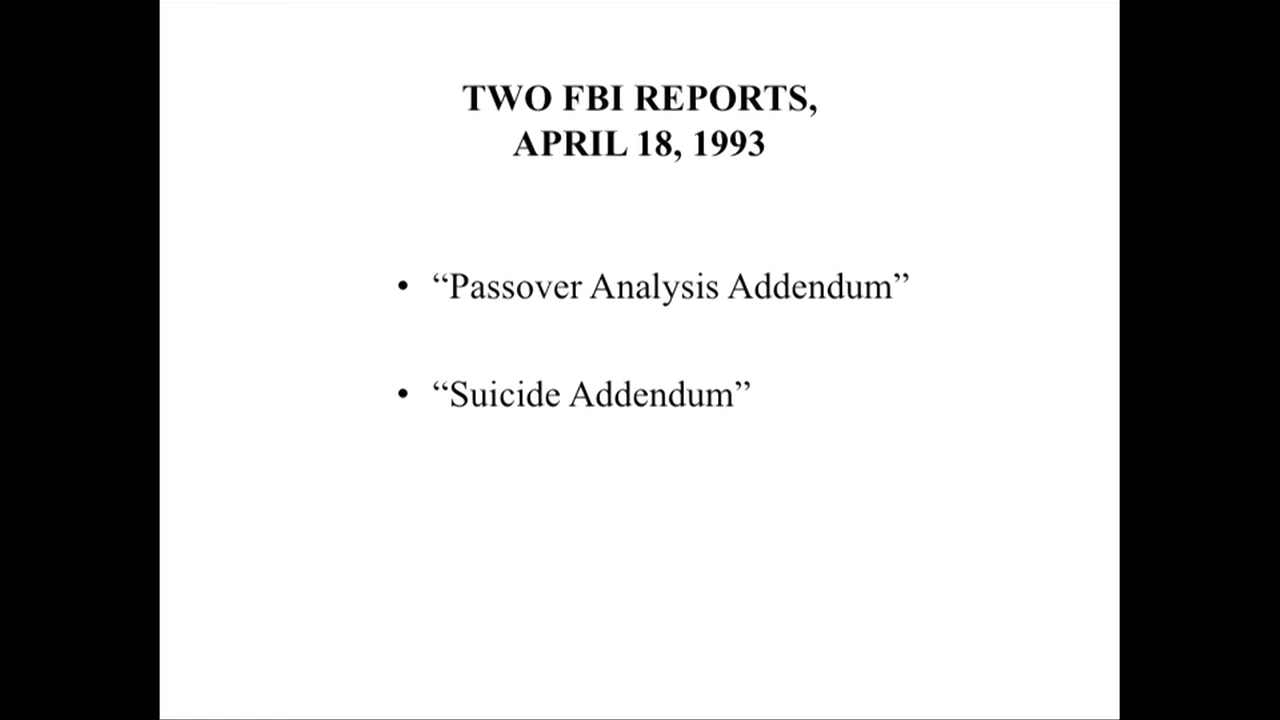 TWO FBI REPORTS,
APRIL 18, 1993
• “Passover Analysis Addendum”
• “Suicide Addendum”